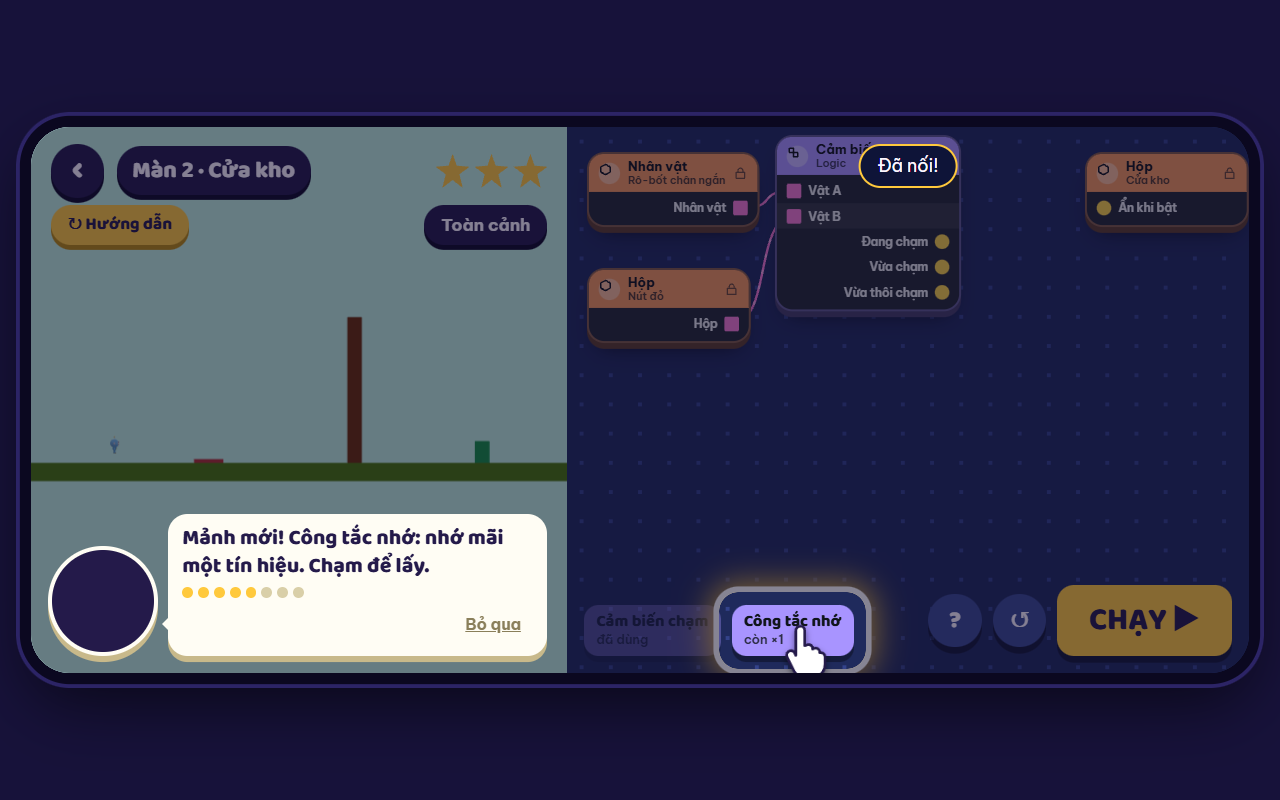 Màn 2 · Cửa kho
↻ Hướng dẫn
Toàn cảnh
Nhân vật
Rô-bốt chân ngắn
Nhân vật
Hộp
Nút đỏ
Hộp
Logic
Đã nối!
Vật A
Vật B
Đang chạm
Vừa chạm
Vừa thôi chạm
Hộp
Cửa kho
Ẩn khi bật
Mảnh mới! Công tắc nhớ: nhớ mãi
một tín hiệu. Chạm để lấy.
Bỏ qua
Cảm biến chạm
đã dùng
Công tắc nhớ
còn ×1
?
↺
CHẠY ▶